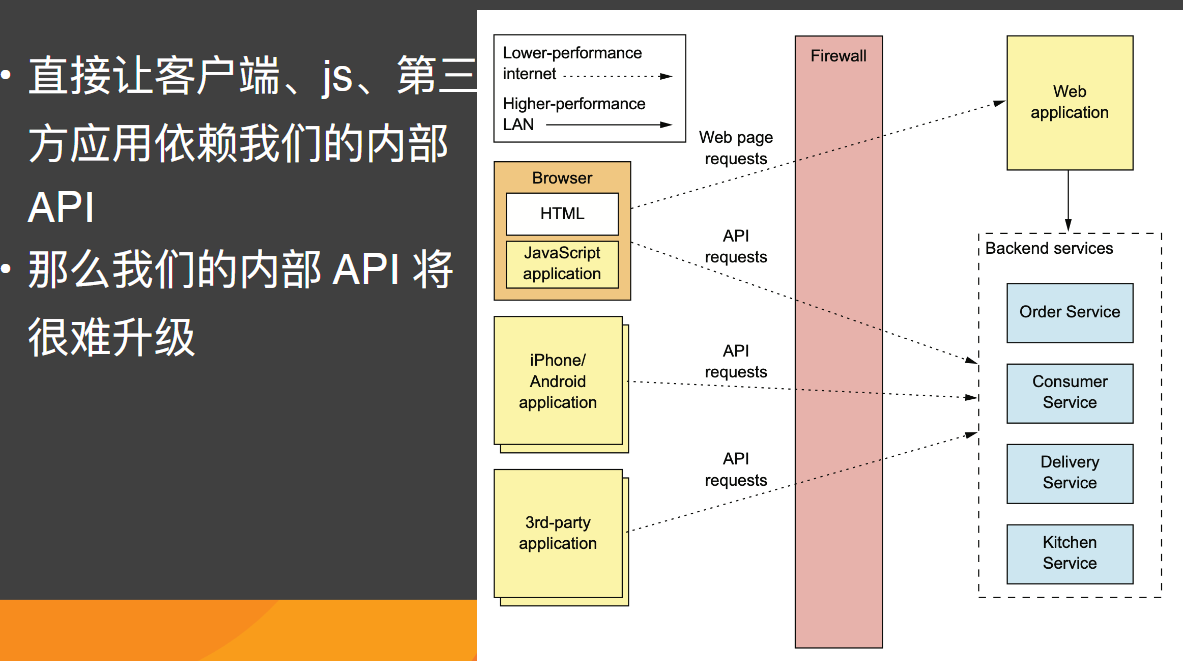 • 直接让客户端、js、第三
方应用依赖我们的内部
API
• 那么我们的内部 API 将
很难升级
Lower-performance
internet
Higher-performance
LAN
Browser
HTML
JavaScript
application
iPhone/
Android
application
3rd-party
application
Web page
requests
API
requests
API
requests
API
requests
Firewall
Web
application
Backend services
Order Service
Consumer
Service
Delivery
Service
Kitchen
Service